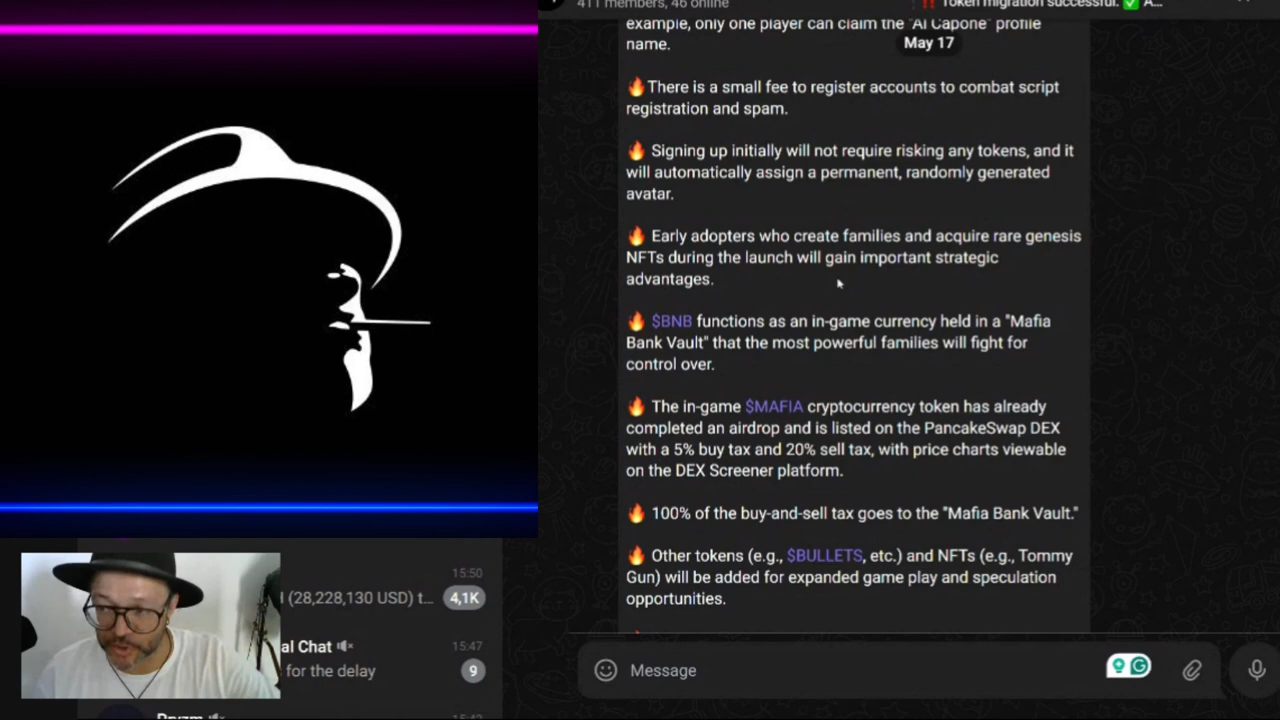 411 members, 46 online
Token migration successful. ✅ A...
example, only one player can claim the "Al Capone" profile
name.
May 17
🔥There is a small fee to register accounts to combat script
registration and spam.
🔥 Signing up initially will not require risking any tokens, and it
will automatically assign a permanent, randomly generated
avatar.
🔥 Early adopters who create families and acquire rare genesis
NFTs during the launch will gain important strategic
advantages.
🔥 $BNB functions as an in-game currency held in a "Mafia
Bank Vault" that the most powerful families will fight for
control over.
🔥 The in-game $MAFIA cryptocurrency token has already
completed an airdrop and is listed on the PancakeSwap DEX
with a 5% buy tax and 20% sell tax, with price charts viewable
on the DEX Screener platform.
🔥 100% of the buy-and-sell tax goes to the "Mafia Bank Vault."
🔥 Other tokens (e.g., $BULLETS, etc.) and NFTs (e.g., Tommy
Gun) will be added for expanded game play and speculation
opportunities.
Message
15:50
(28,228,130 USD) t... 4,1K
al Chat 15:47
for the delay 9